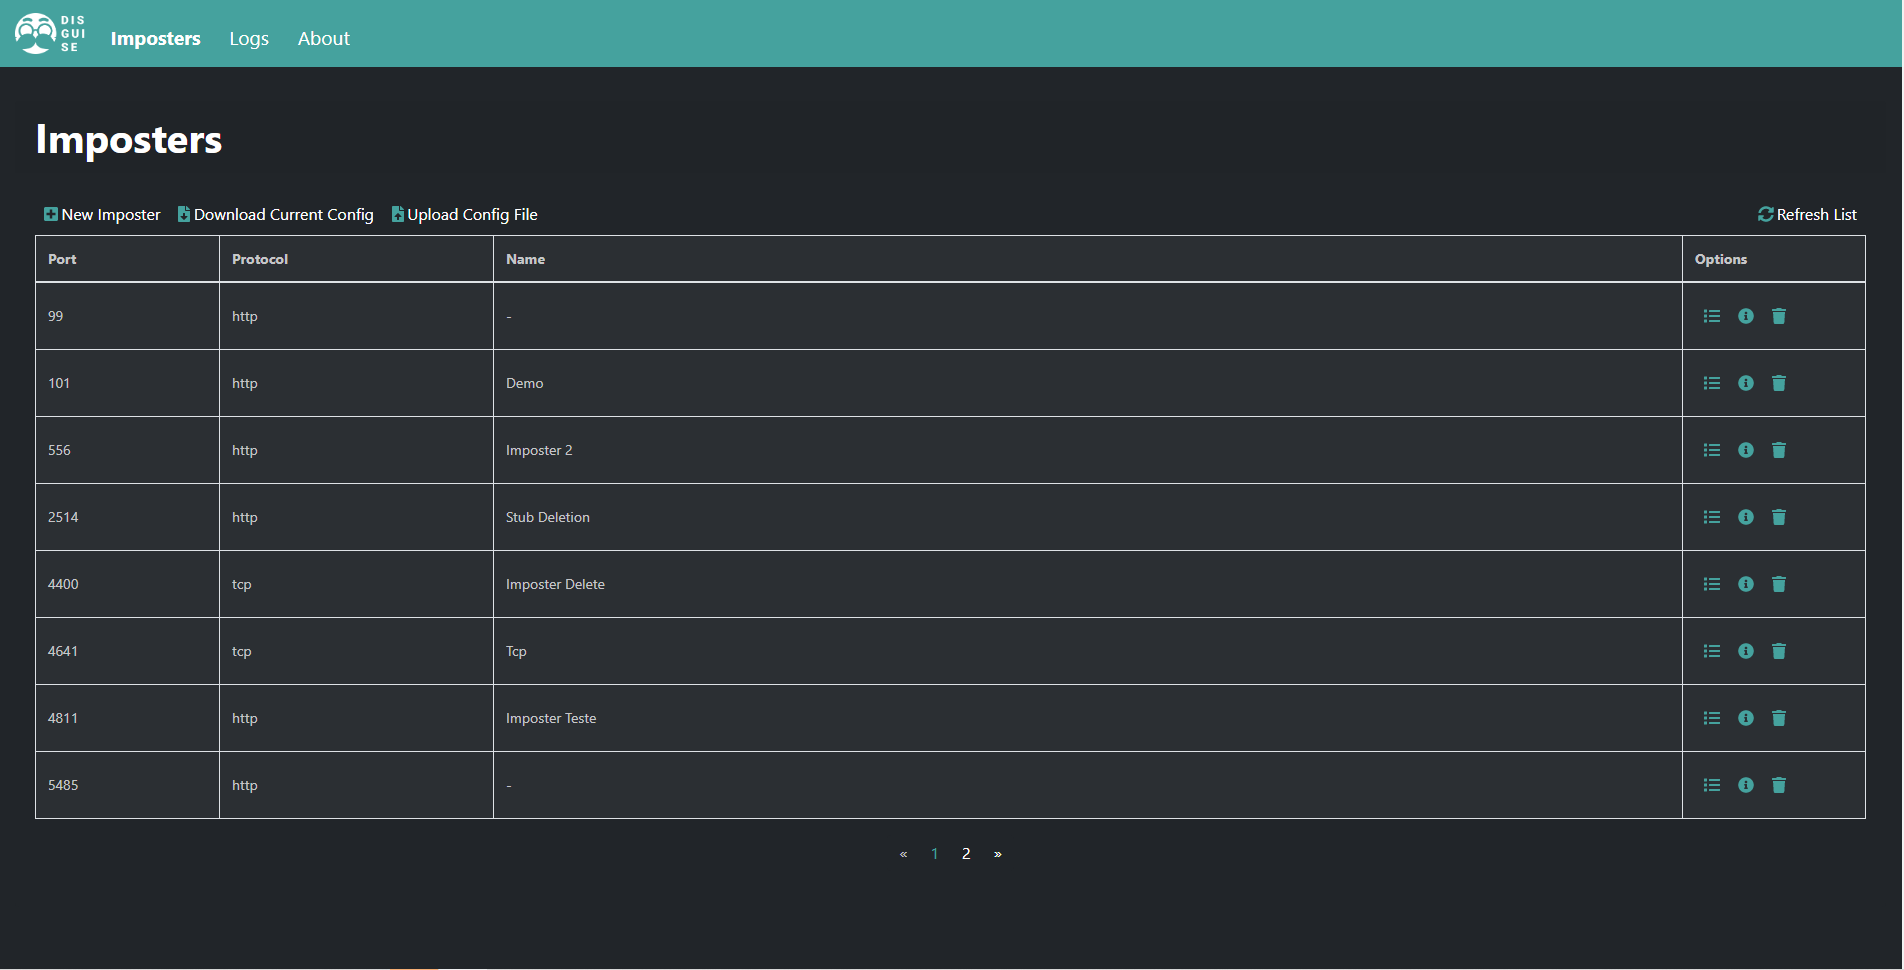 DIS
GUI
SE
Imposters Logs About
Imposters
New Imposter Download Current Config Upload Config File Refresh List
Port Protocol Name Options
99 http -
101 http Demo
556 http Imposter 2
2514 http Stub Deletion
4400 tcp Imposter Delete
4641 tcp Tcp
4811 http Imposter Teste
5485 http -
« 1 2 »